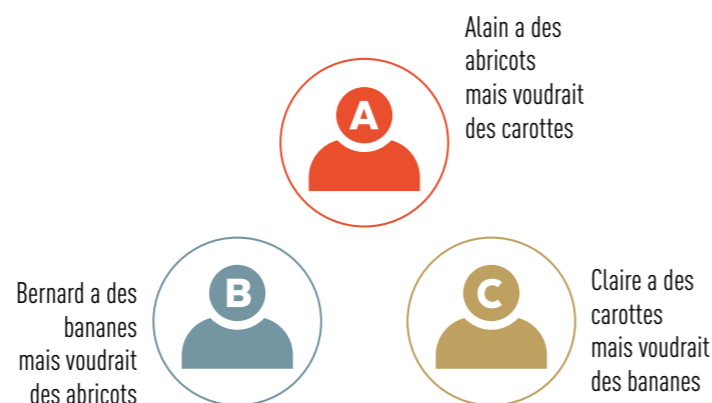 Alain a des
abricots
mais voudrait
des carottes
A
Bernard a des
bananes
mais voudrait
des abricots
B
C
Claire a des
carottes
mais voudrait
des bananes